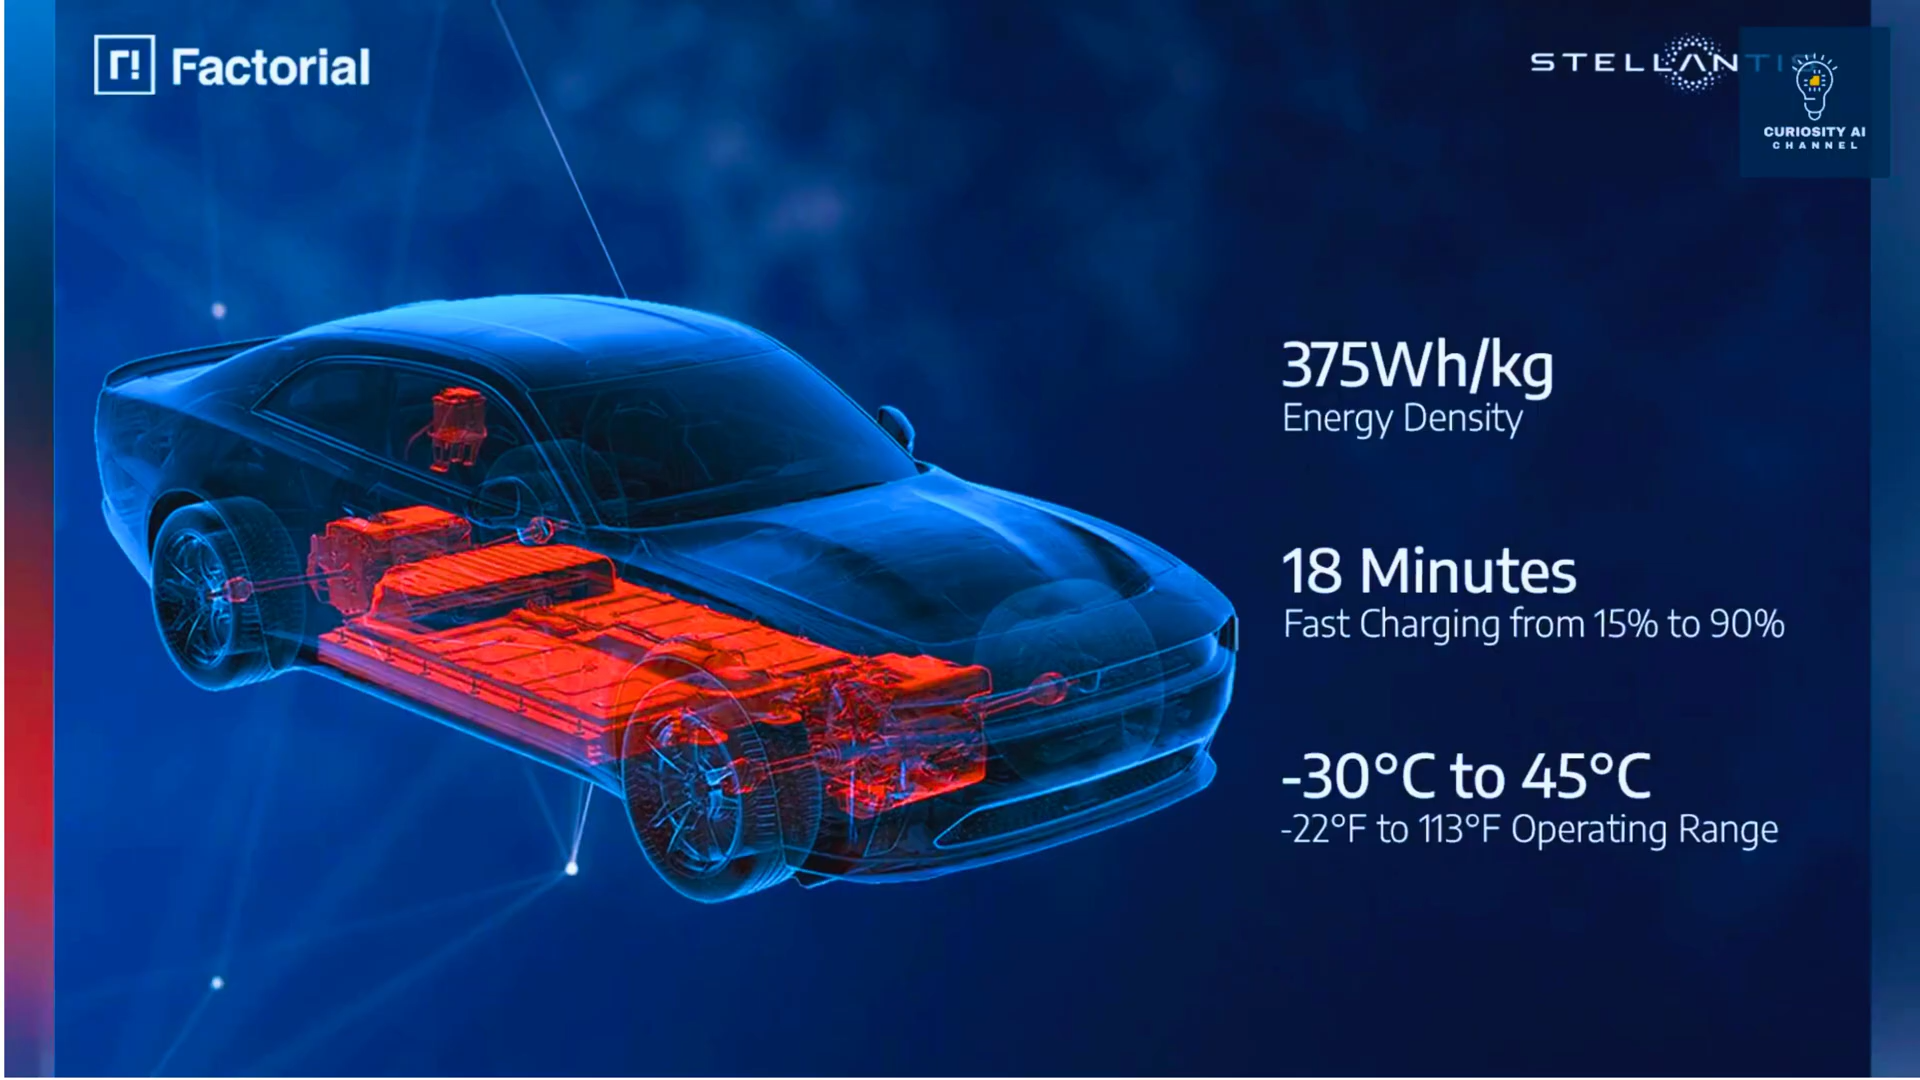 Factorial
STELLANTIS
CURIOSITY AI
CHANNEL
375Wh/kg
Energy Density
18 Minutes
Fast Charging from 15% to 90%
-30°C to 45°C
-22°F to 113°F Operating Range